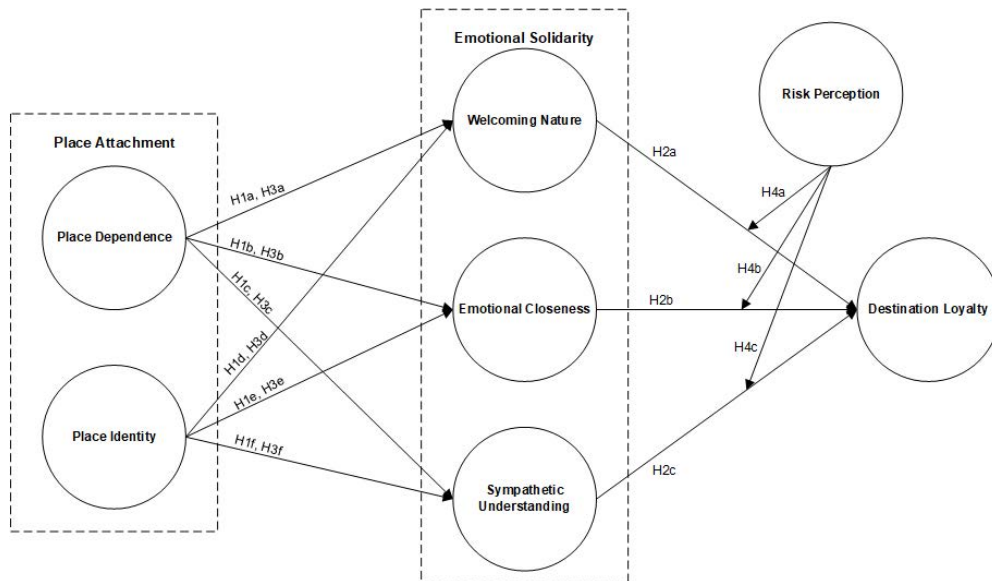 Emotional Solidarity
Risk Perception
Welcoming Nature
Place Attachment
H2a
H1a, H3a
H4a
Place Dependence
H1b, H3b
H4b
H1c, H3c
Emotional Closeness
H2b
Destination Loyalty
H1d, H3d
H4c
H1e, H3e
Place Identity
H1f, H3f
H2c
Sympathetic
Understanding